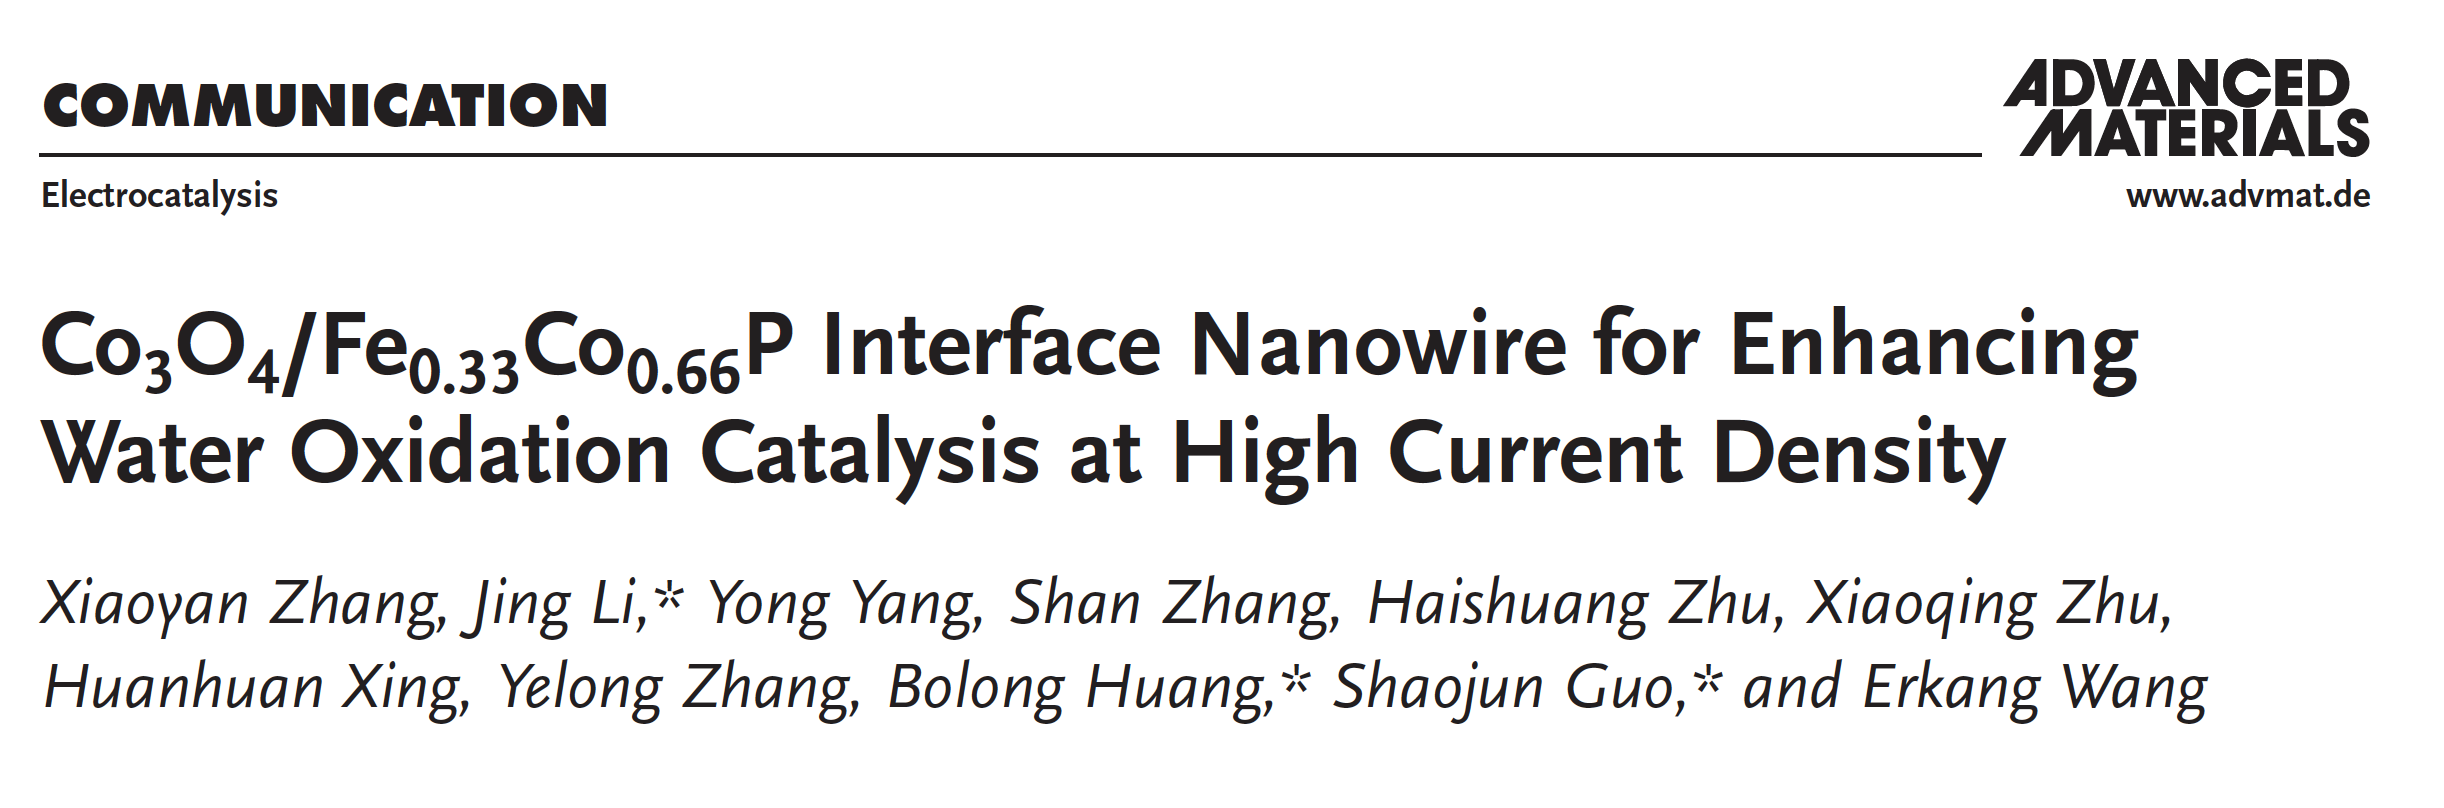 COMMUNICATION
ADVANCED
MATERIALS
Electrocatalysis
www.advmat.de
Co₃O₄/Fe₀.₃₃Co₀.₆₆P Interface Nanowire for Enhancing
Water Oxidation Catalysis at High Current Density
Xiaoyan Zhang, Jing Li,* Yong Yang, Shan Zhang, Haishuang Zhu, Xiaoqing Zhu,
Huanhuan Xing, Yelong Zhang, Bolong Huang,* Shaojun Guo,* and Erkang Wang